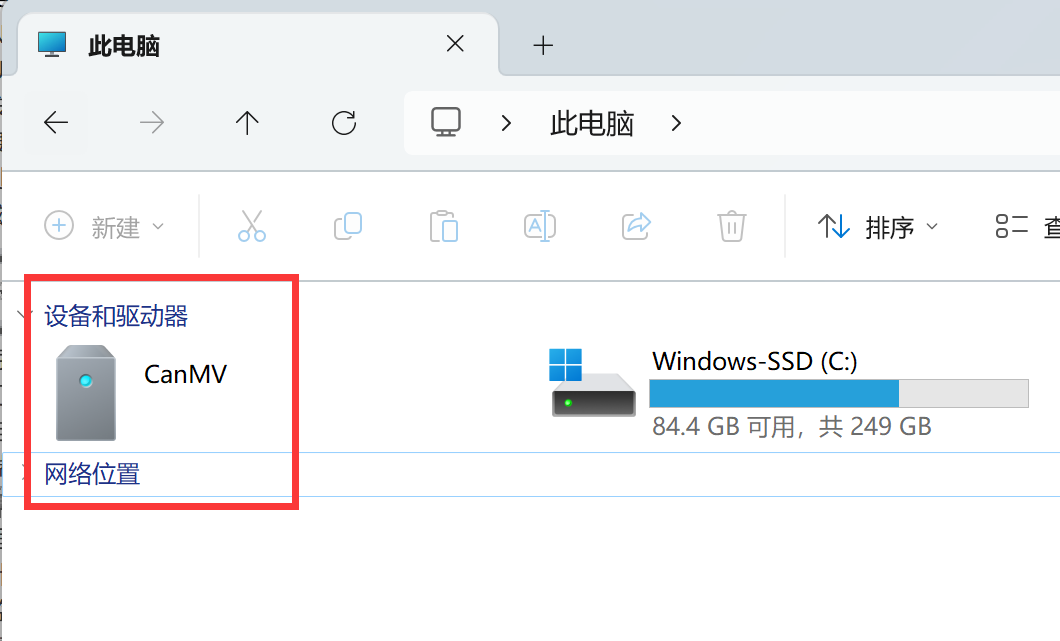 此电脑
此电脑
新建
排序
设备和驱动器
CanMV
Windows-SSD (C:)
84.4 GB 可用，共 249 GB
网络位置